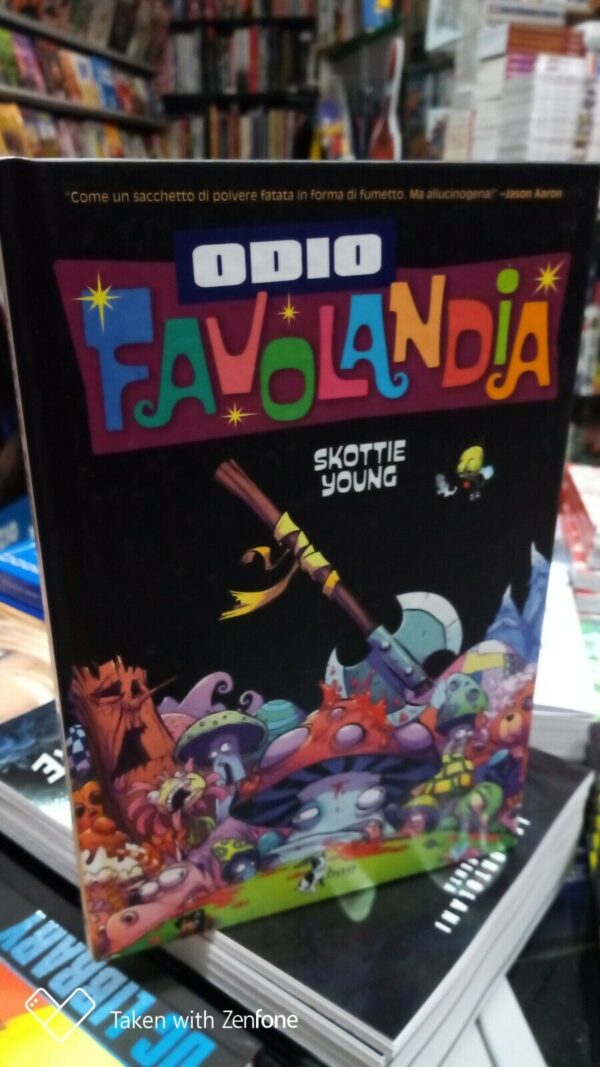 "Come un sacchetto di polvere fatata in forma di fumetto. Ma allucinogena!" —Jason Aaron
ODIO
FAVOLANDIA
SKOTTIE
YOUNG
bao
LIBRARY
Taken with Zenfone